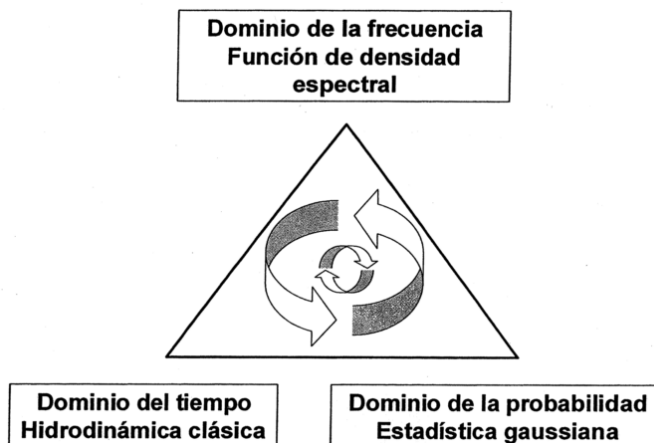 Dominio de la frecuencia
Función de densidad
espectral
Dominio del tiempo
Hidrodinámica clásica
Dominio de la probabilidad
Estadística gaussiana